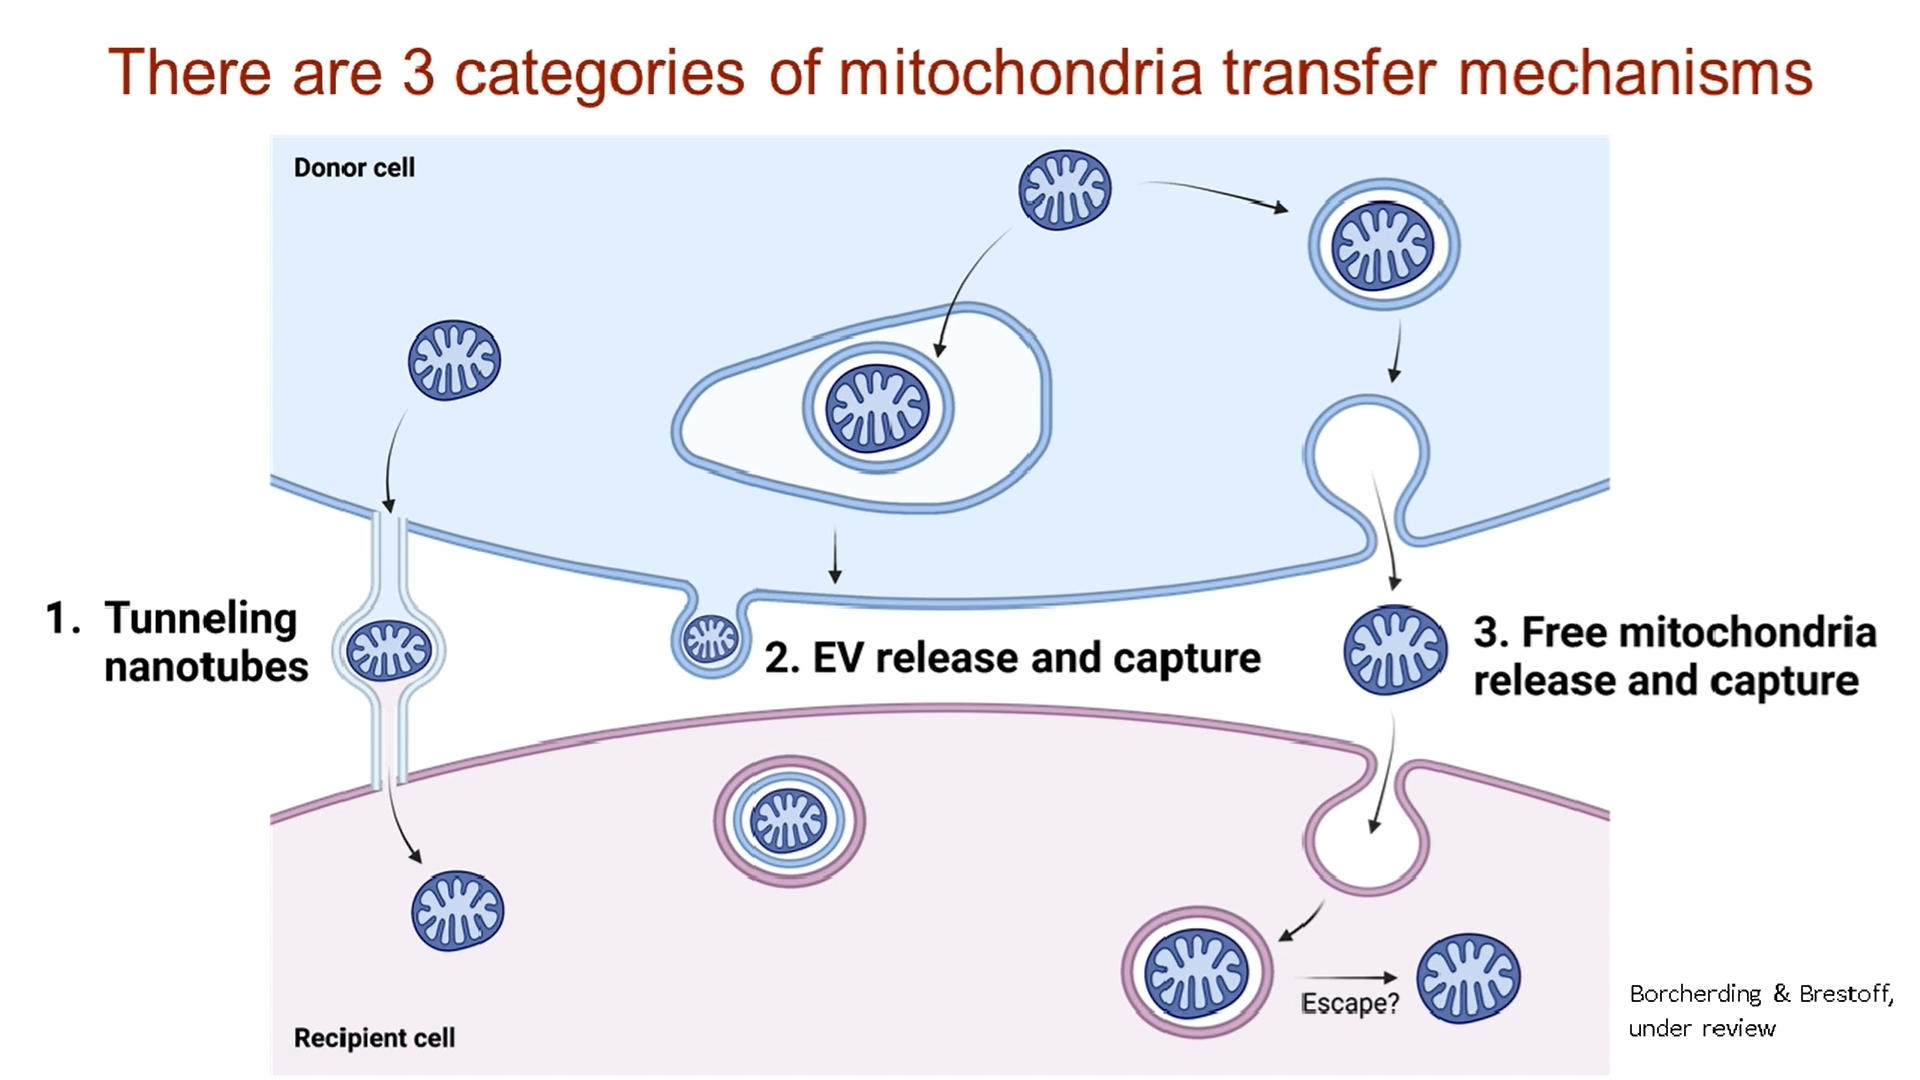 There are 3 categories of mitochondria transfer mechanisms
Donor cell
1. Tunneling
nanotubes
2. EV release and capture
3. Free mitochondria
release and capture
Escape?
Recipient cell
Borcherding & Brestoff,
under review